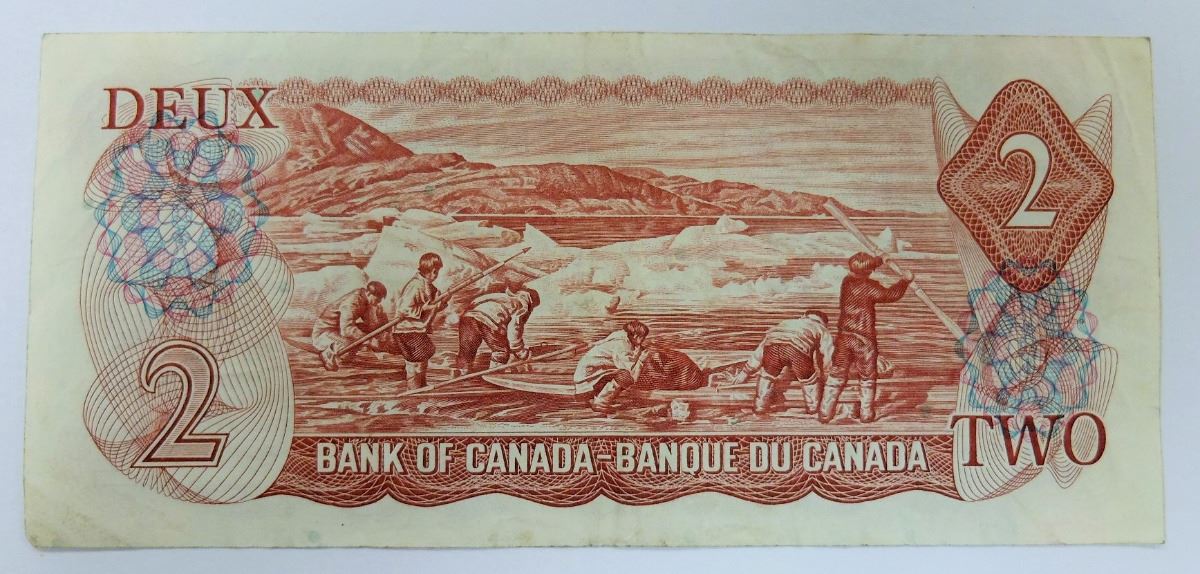 DEUX
2
2
BANK OF CANADA-BANQUE DU CANADA
TWO